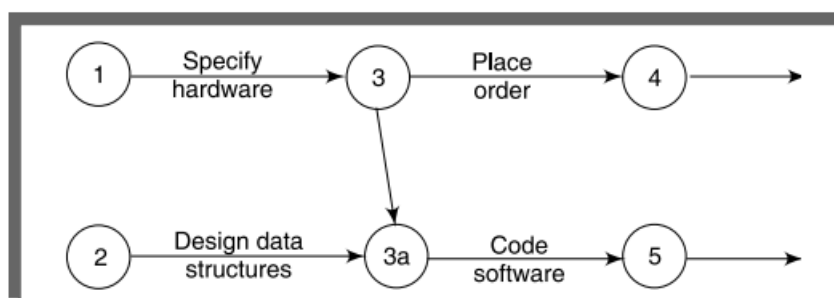 1
Specify
hardware
3
Place
order
4
2
Design data
structures
3a
Code
software
5